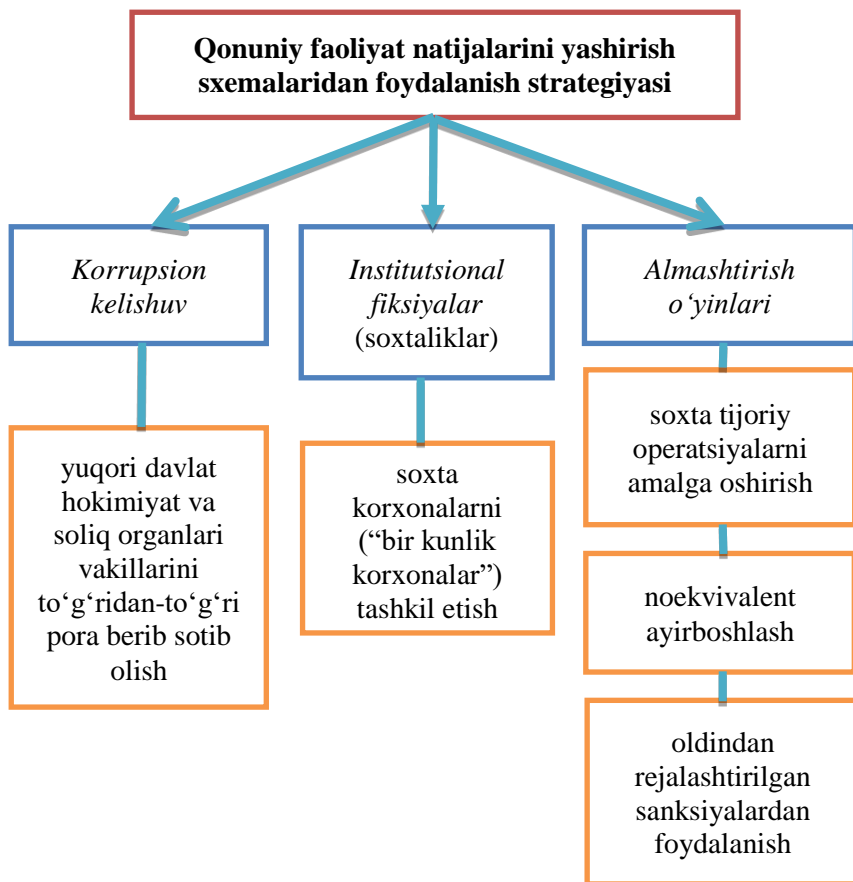 Qonuniy faoliyat natijalarini yashirish
sxemalaridan foydalanish strategiyasi
Korrupsion
kelishuv
Institutsional
fiksiyalar
(soxtaliklar)
Almashtirish
o‘yinlari
yuqori davlat
hokimiyat va
soliq organlari
vakillarini
to‘g‘ridan-to‘g‘ri
pora berib sotib
olish
soxta
korxonalarni
(“bir kunlik
korxonalar”)
tashkil etish
soxta tijoriy
operatsiyalarni
amalga oshirish
noekvivalent
ayirboshlash
oldindan
rejalashtirilgan
sanksiyalardan
foydalanish